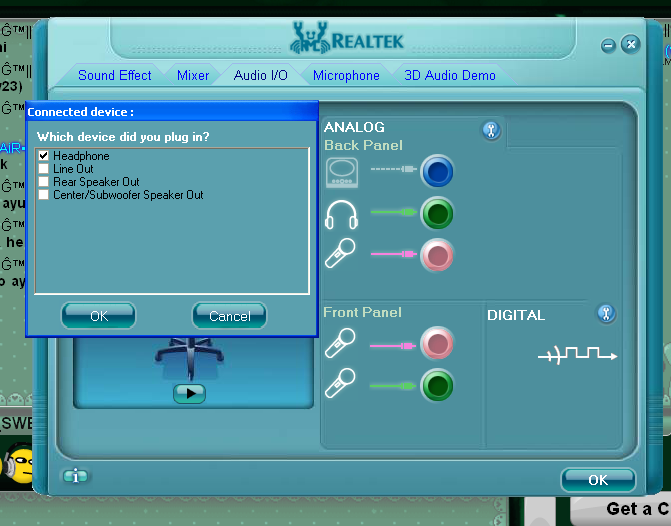 REALTEK
Sound Effect
Mixer
Audio I/O
Microphone
3D Audio Demo
Connected device :
Which device did you plug in?
Headphone
Line Out
Rear Speaker Out
Center/Subwoofer Speaker Out
OK
Cancel
ANALOG
Back Panel
Front Panel
DIGITAL
i
OK
Get a C